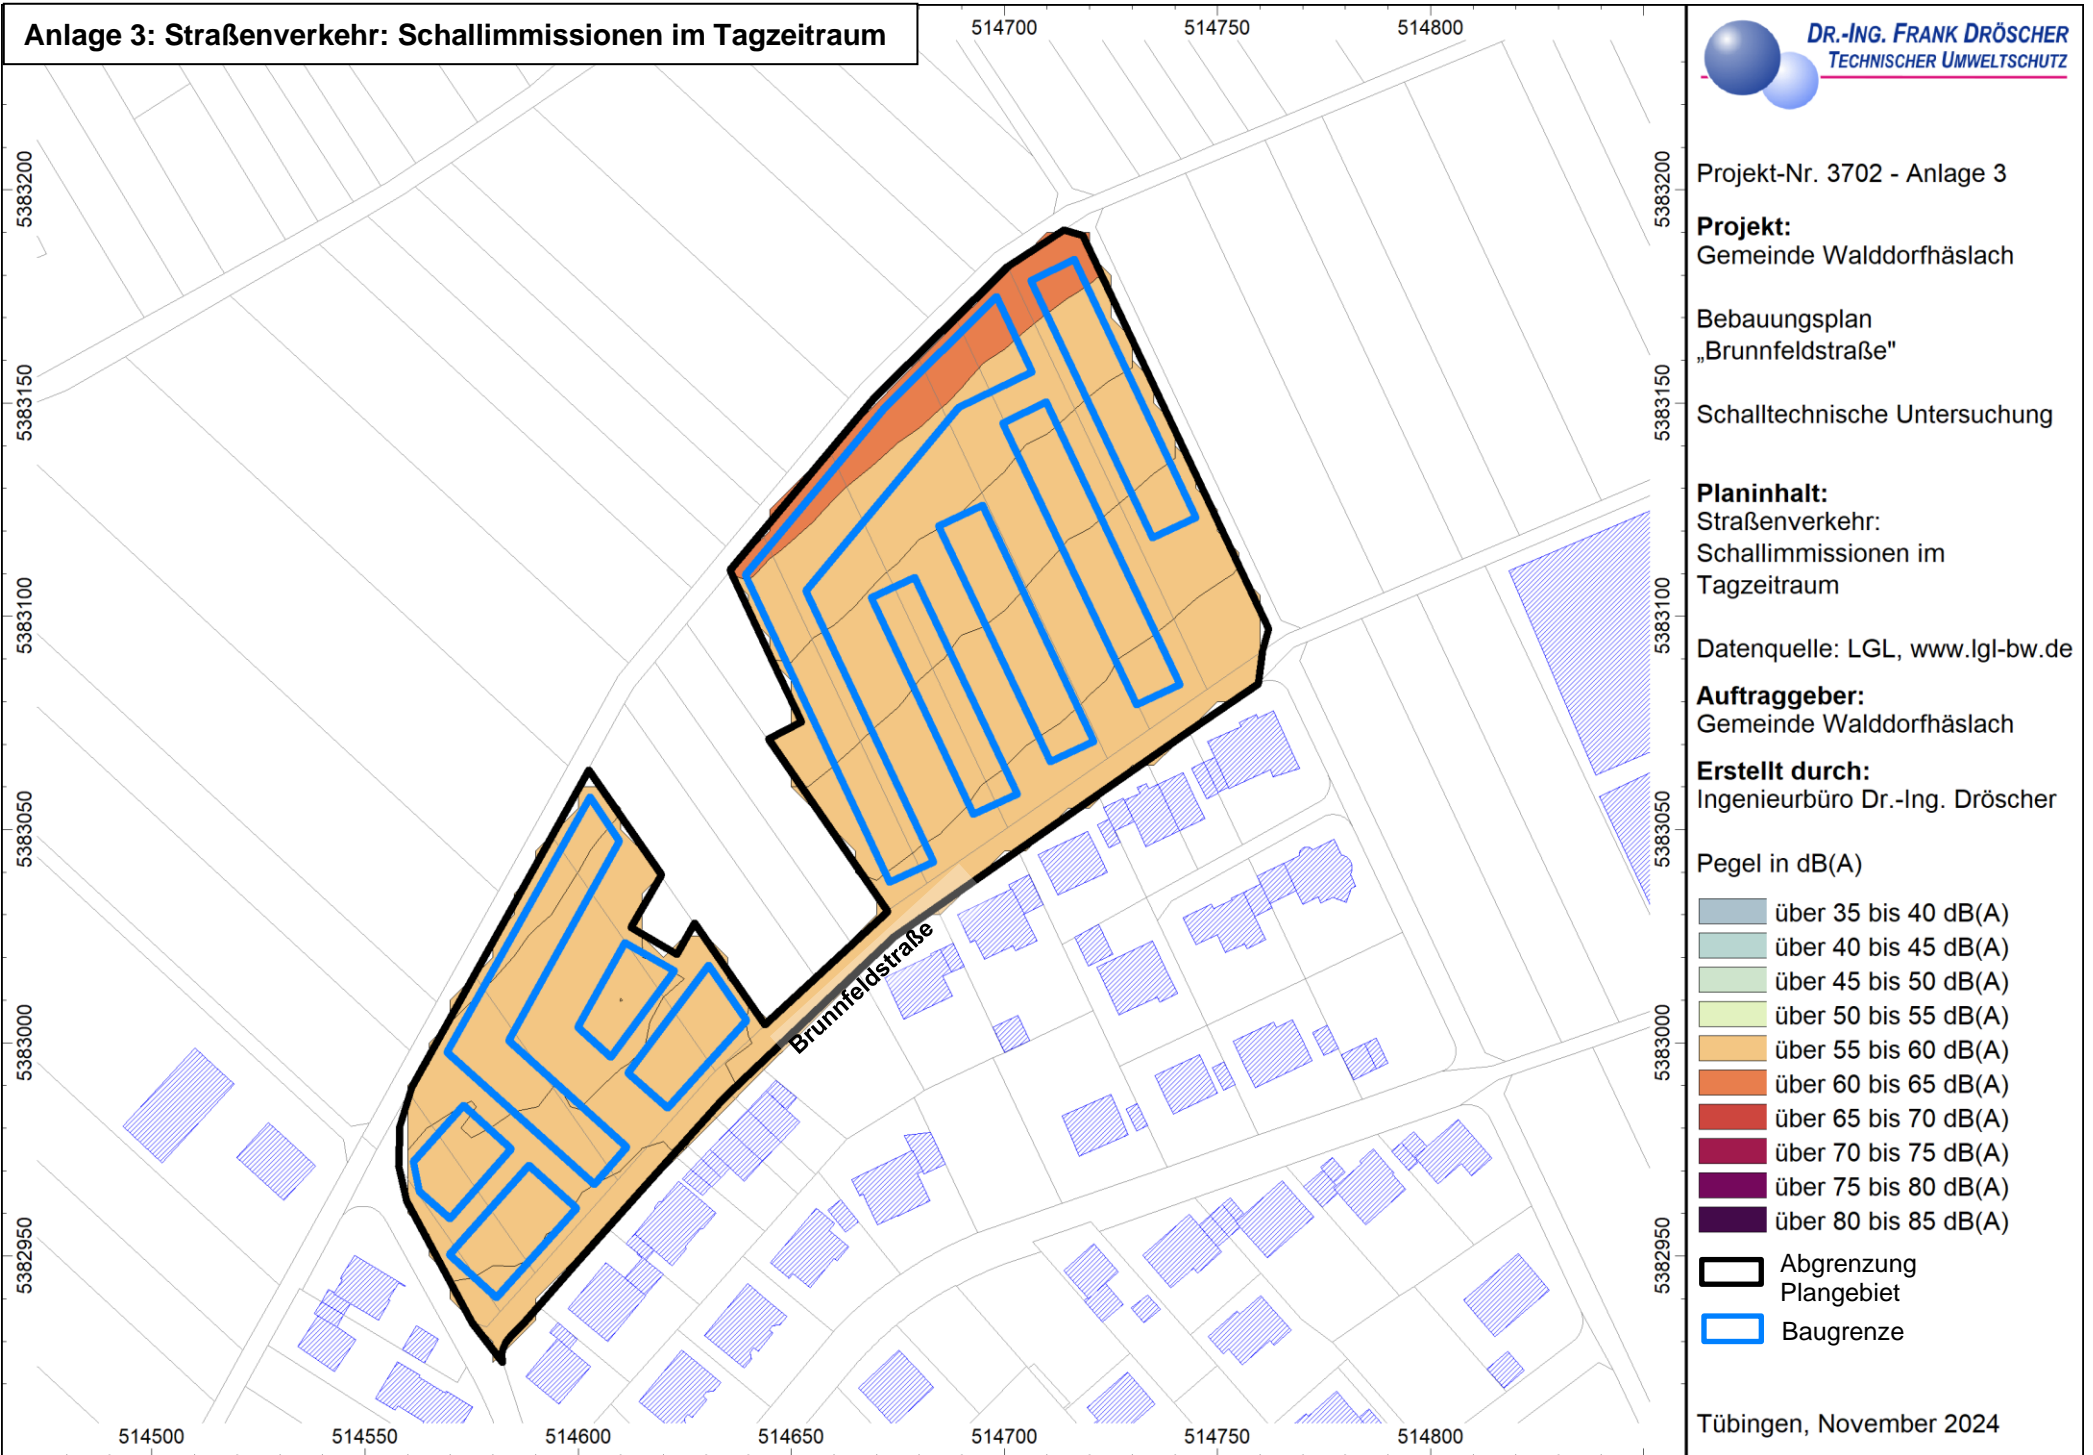 Anlage 3: Straßenverkehr: Schallimmissionen im Tagzeitraum
514700
514750
514800
5383200
5383150
5383100
5383050
5383000
5382950
5383200
5383150
5383100
5383050
5383000
5382950
Brunnfeldstraße
514500
514550
514600
514650
514700
514750
514800
DR.-ING. FRANK DRÖSCHER
TECHNISCHER UMWELTSCHUTZ
Projekt-Nr. 3702 - Anlage 3
Projekt:
Gemeinde Walddorfhäslach
Bebauungsplan
„Brunnfeldstraße"
Schalltechnische Untersuchung
Planinhalt:
Straßenverkehr:
Schallimmissionen im
Tagzeitraum
Datenquelle: LGL, www.lgl-bw.de
Auftraggeber:
Gemeinde Walddorfhäslach
Erstellt durch:
Ingenieurbüro Dr.-Ing. Dröscher
Pegel in dB(A)
über 35 bis 40 dB(A)
über 40 bis 45 dB(A)
über 45 bis 50 dB(A)
über 50 bis 55 dB(A)
über 55 bis 60 dB(A)
über 60 bis 65 dB(A)
über 65 bis 70 dB(A)
über 70 bis 75 dB(A)
über 75 bis 80 dB(A)
über 80 bis 85 dB(A)
Abgrenzung
Plangebiet
Baugrenze
Tübingen, November 2024